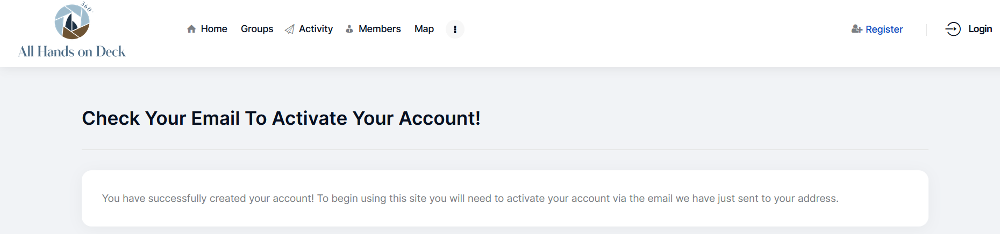 360°
All Hands on Deck
Home Groups Activity Members Map Register Login
Check Your Email To Activate Your Account!
You have successfully created your account! To begin using this site you will need to activate your account via the email we have just sent to your address.